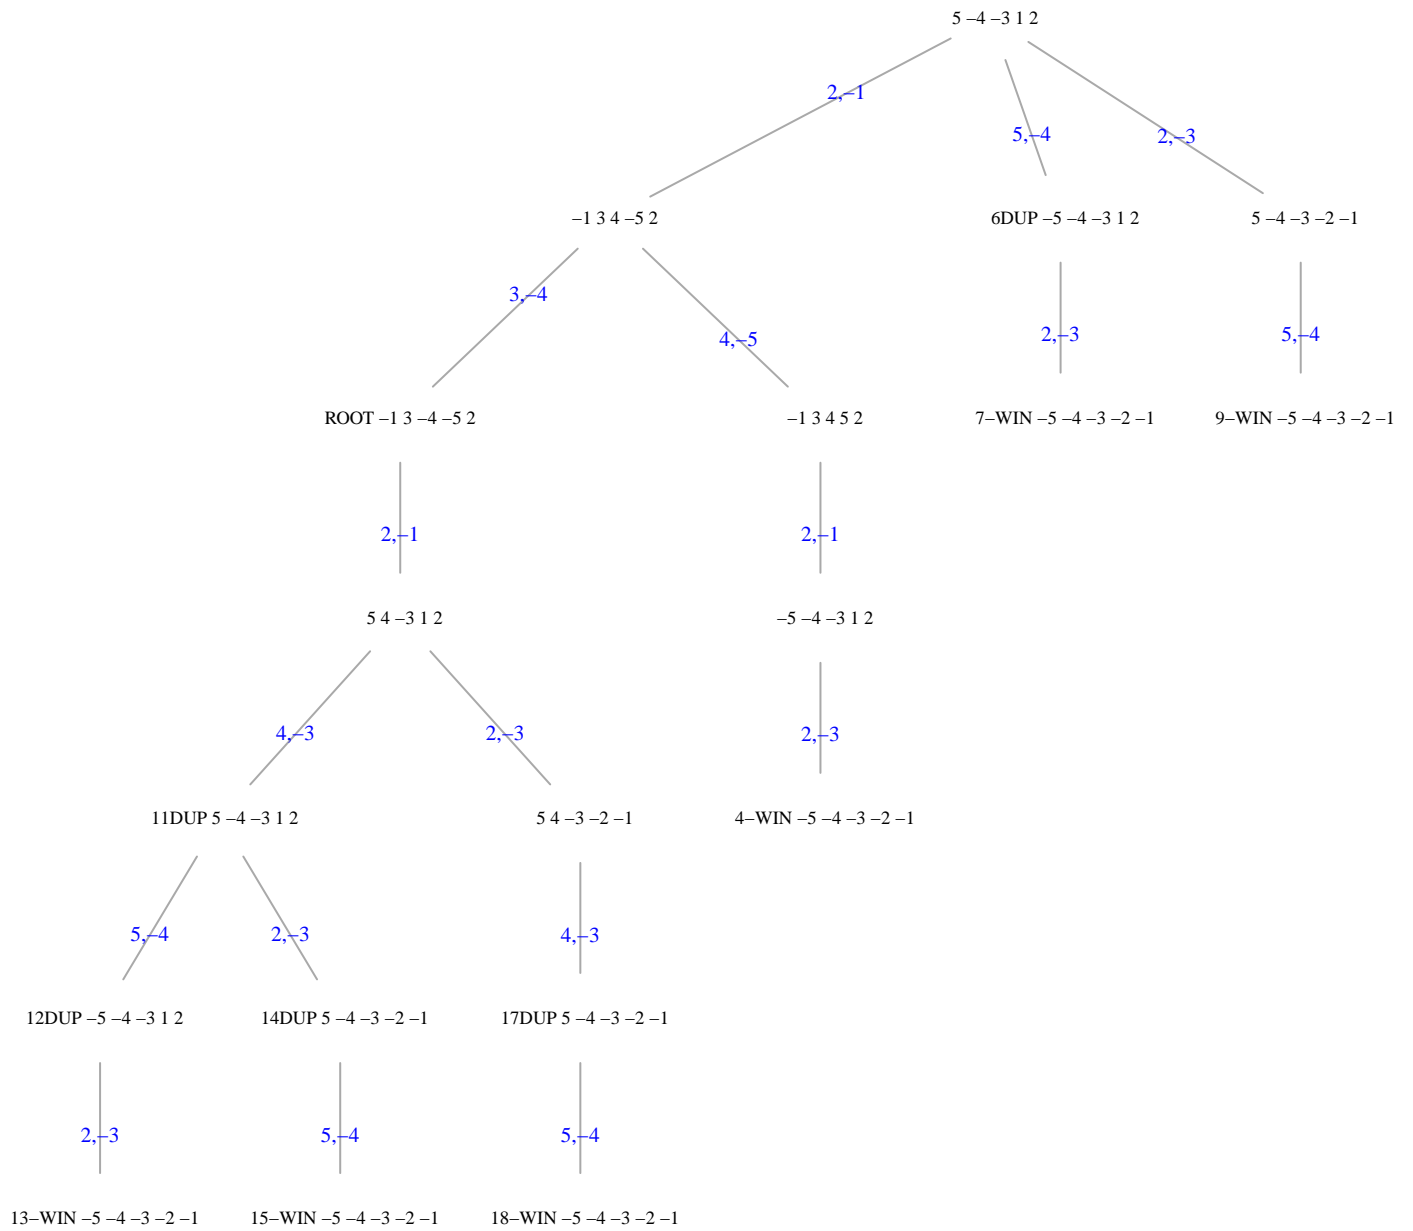 5 –4 –3 1 2
2,–1
5,–4
2,–3
–1 3 4 –5 2
6DUP –5 –4 –3 1 2
5 –4 –3 –2 –1
3,–4
4,–5
2,–3
5,–4
ROOT –1 3 –4 –5 2
–1 3 4 5 2
7–WIN –5 –4 –3 –2 –1
9–WIN –5 –4 –3 –2 –1
2,–1
2,–1
5 4 –3 1 2
–5 –4 –3 1 2
4,–3
2,–3
2,–3
11DUP 5 –4 –3 1 2
5 4 –3 –2 –1
4–WIN –5 –4 –3 –2 –1
5,–4
2,–3
4,–3
12DUP –5 –4 –3 1 2
14DUP 5 –4 –3 –2 –1
17DUP 5 –4 –3 –2 –1
2,–3
5,–4
5,–4
13–WIN –5 –4 –3 –2 –1
15–WIN –5 –4 –3 –2 –1
18–WIN –5 –4 –3 –2 –1